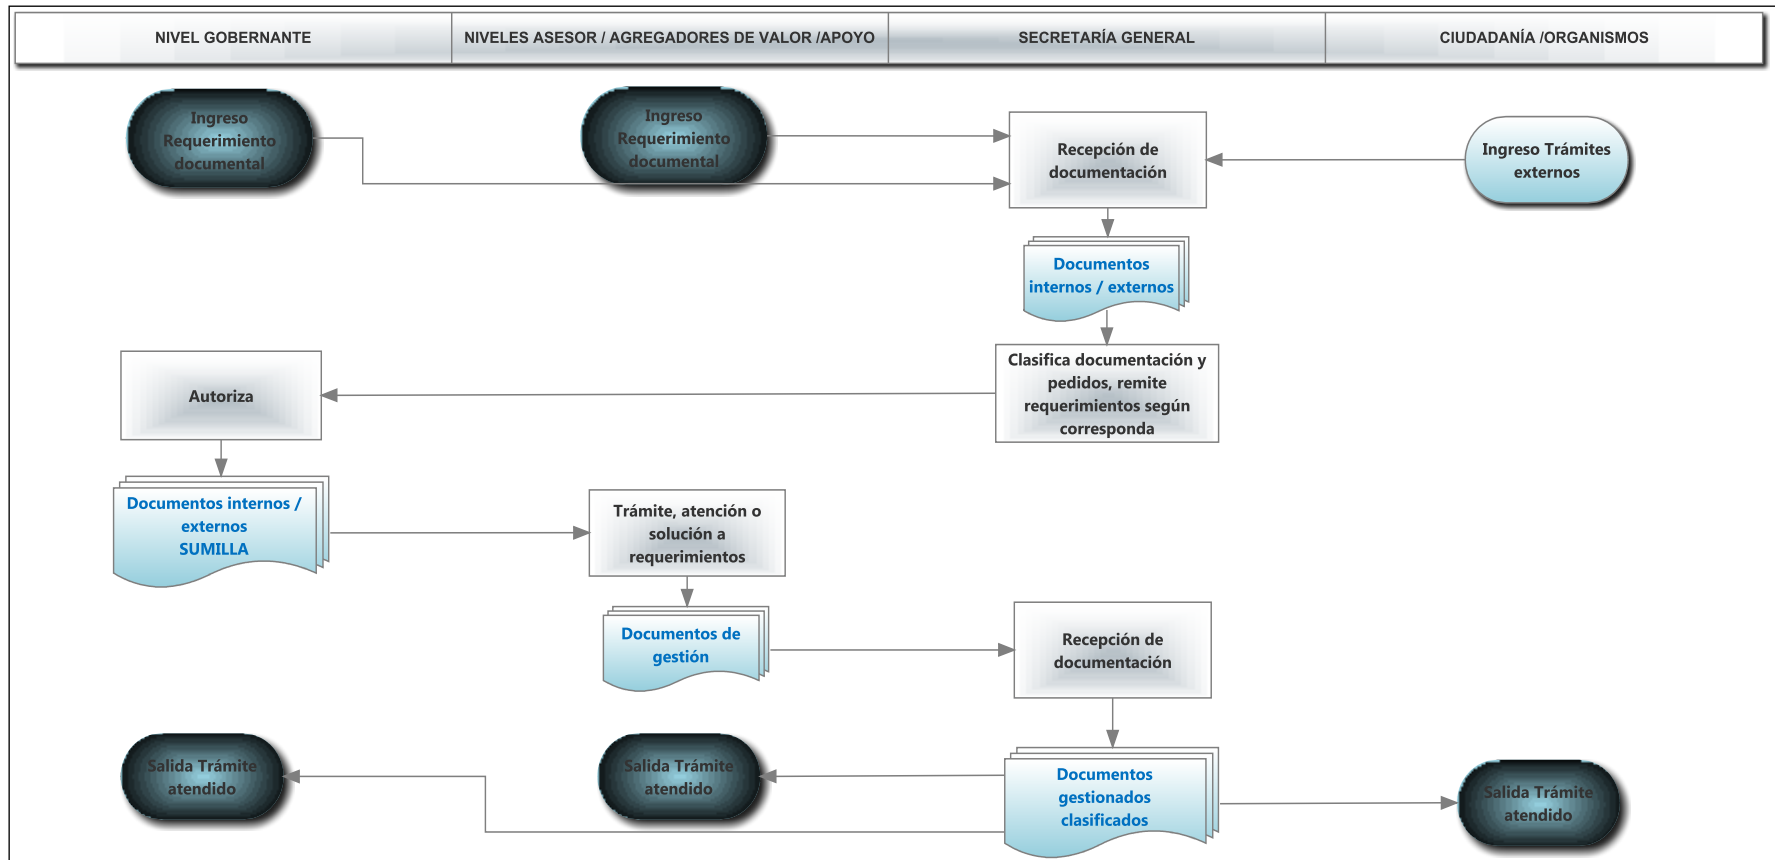 NIVEL GOBERNANTE
NIVELES ASESOR / AGREGADORES DE VALOR /APOYO
SECRETARÍA GENERAL
CIUDADANÍA /ORGANISMOS
Ingreso
Requerimiento
documental
Ingreso
Requerimiento
documental
Recepción de
documentación
Ingreso Trámites
externos
Documentos
internos / externos
Clasifica documentación y
pedidos, remite
requerimientos según
corresponda
Autoriza
Documentos internos /
externos
SUMILLA
Trámite, atención o
solución a
requerimientos
Documentos de
gestión
Recepción de
documentación
Salida Trámite
atendido
Salida Trámite
atendido
Documentos
gestionados
clasificados
Salida Trámite
atendido